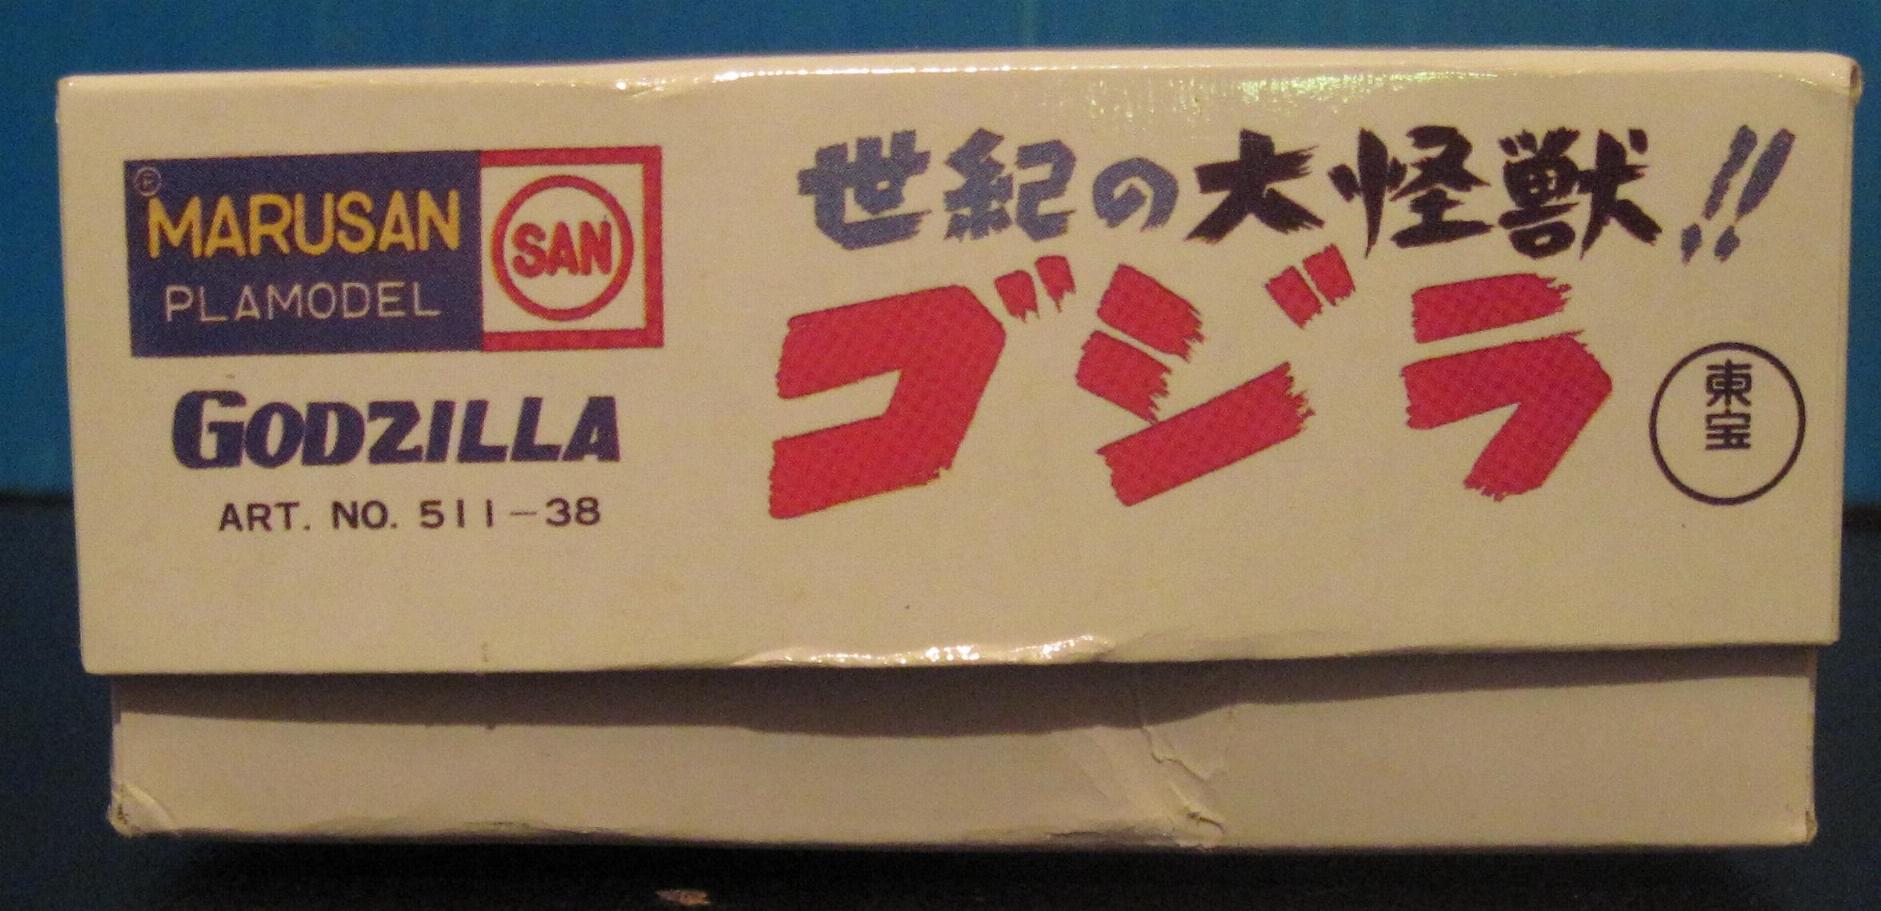 Ⓟ
MARUSAN
PLAMODEL
SAN
GODZILLA
ART. NO. 511-38
世紀の大怪獣!!
ゴジラ
東宝